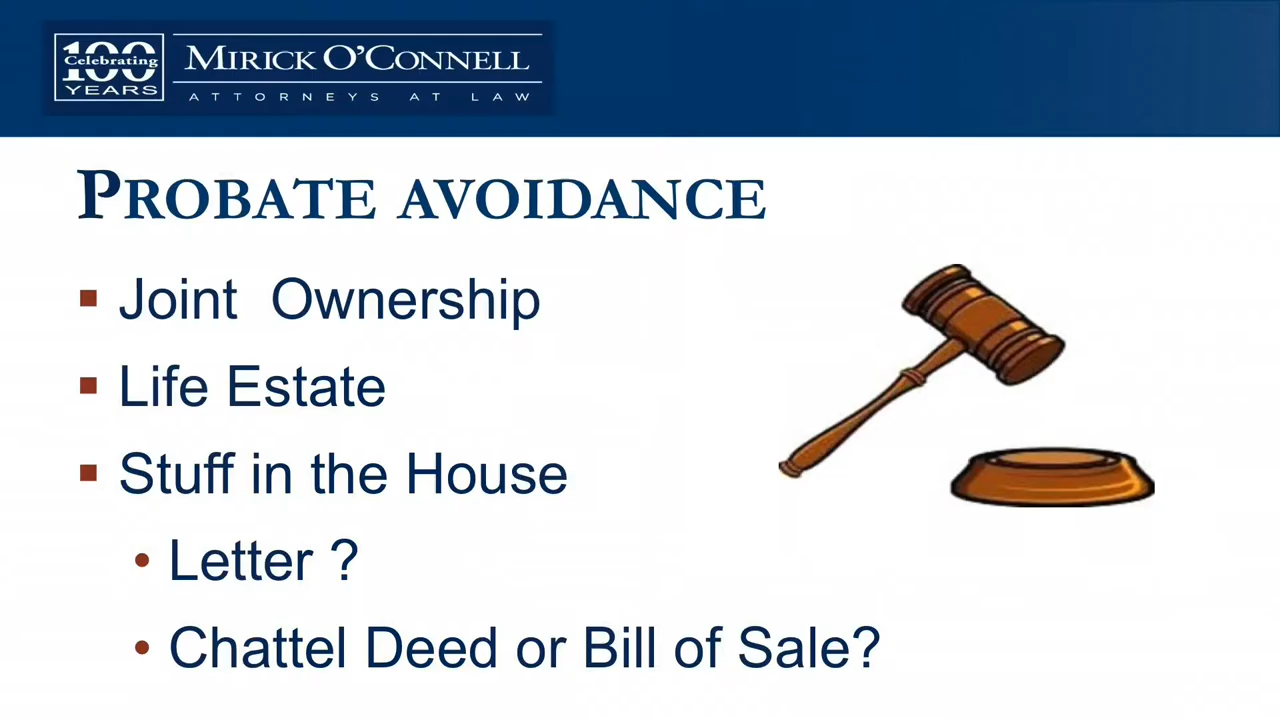 100
Celebrating
YEARS
MIRICK O'CONNELL
ATTORNEYS AT LAW
PROBATE AVOIDANCE
Joint Ownership
Life Estate
Stuff in the House
Letter ?
Chattel Deed or Bill of Sale?